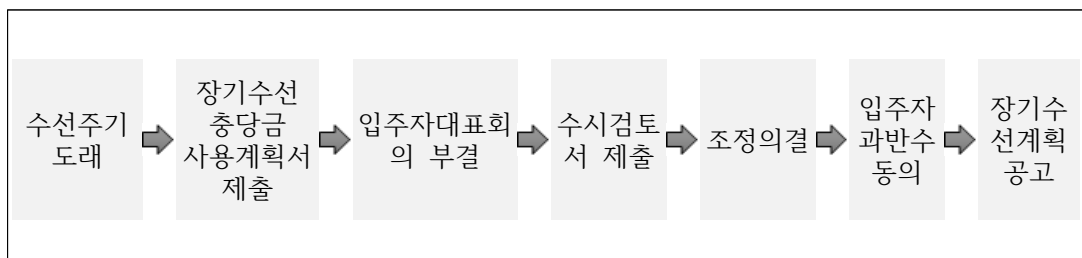 수선주기
도래
장기수선
충당금
사용계획서
제출
입주자대표회
의 부결
수시검토
서 제출
조정의결
입주자
과반수
동의
장기수
선계획
공고